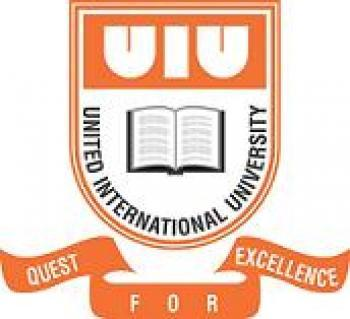 UIU
UNITED INTERNATIONAL UNIVERSITY
QUEST
FOR
EXCELLENCE